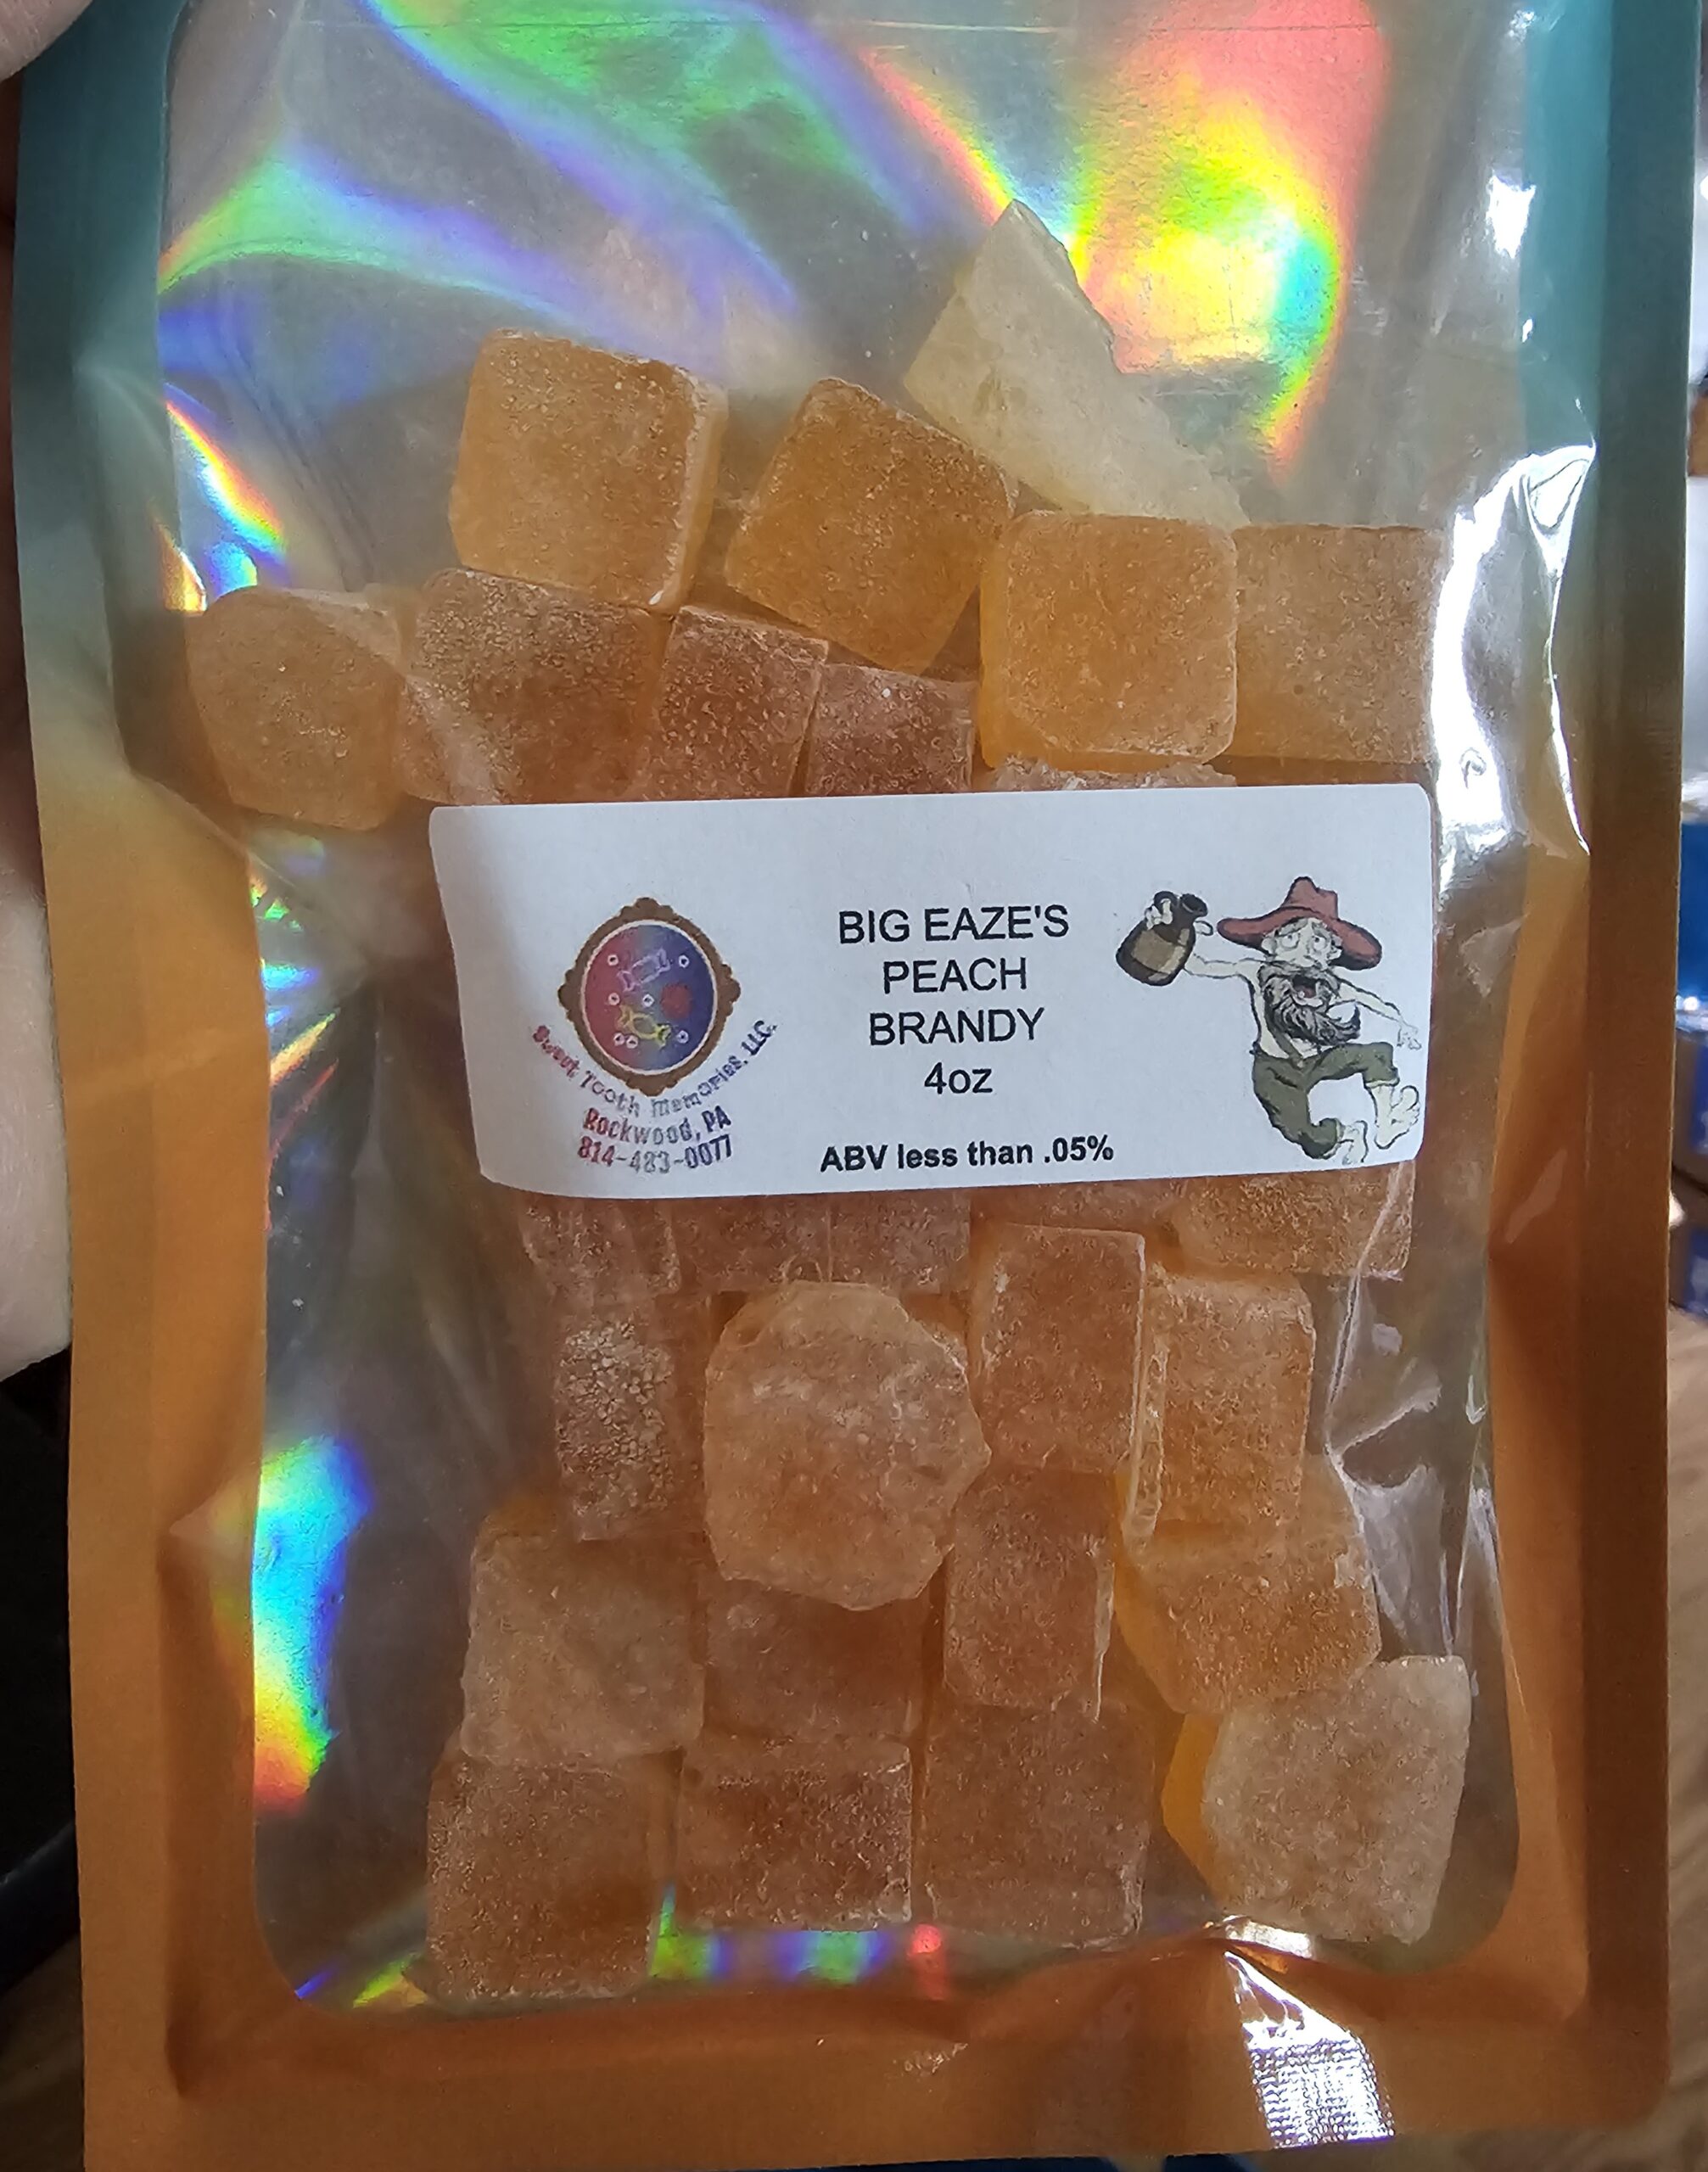 BIG EAZE'S
PEACH
BRANDY
4oz
ABV less than .05%
Sweet Tooth Memories, LLC.
Rockwood, PA
814-483-0077